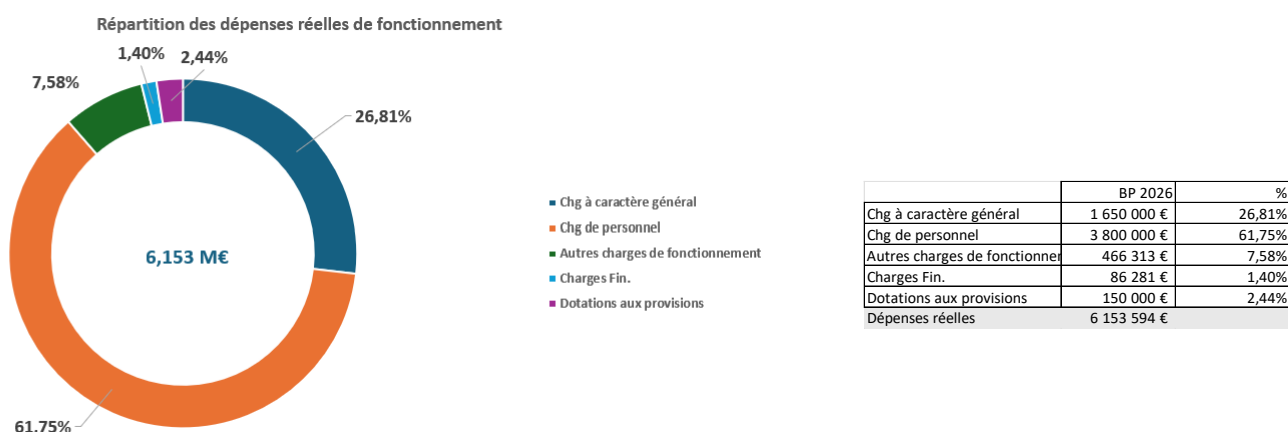 Répartition des dépenses réelles de fonctionnement
1,40%
2,44%
7,58%
26,81%
6,153 M€
61,75%
Chg à caractère général
Chg de personnel
Autres charges de fonctionnement
Charges Fin.
Dotations aux provisions
BP 2026 %
Chg à caractère général 1 650 000 € 26,81%
Chg de personnel 3 800 000 € 61,75%
Autres charges de fonctionner 466 313 € 7,58%
Charges Fin. 86 281 € 1,40%
Dotations aux provisions 150 000 € 2,44%
Dépenses réelles 6 153 594 €